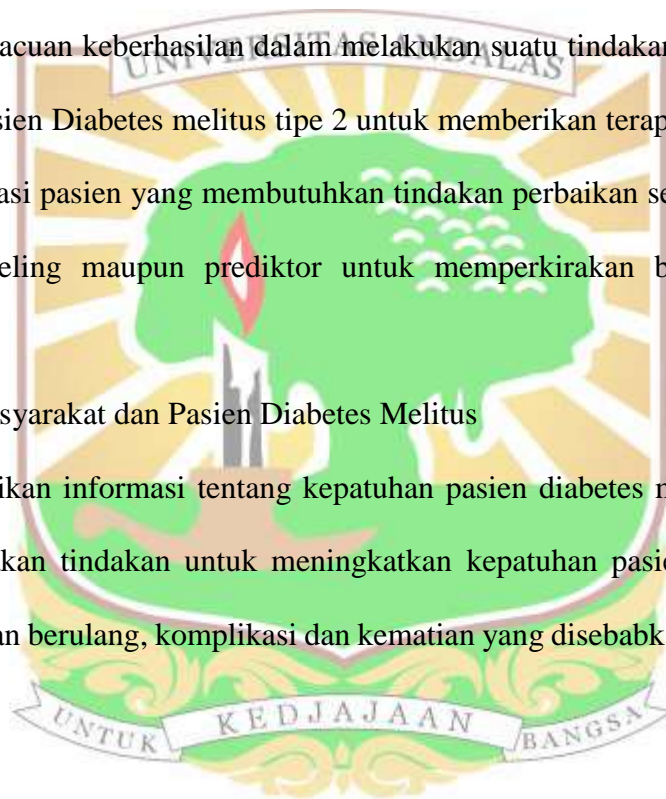 acuan keberhasilan dalam melakukan suatu tindakan
UNIVERSITAS ANDALAS
sien Diabetes melitus tipe 2 untuk memberikan terap
asi pasien yang membutuhkan tindakan perbaikan se
eling maupun prediktor untuk memperkirakan b
syarakat dan Pasien Diabetes Melitus
ikan informasi tentang kepatuhan pasien diabetes m
akan tindakan untuk meningkatkan kepatuhan pasie
an berulang, komplikasi dan kematian yang disebabk
UNTUK KEDJAJAAN BANGSA